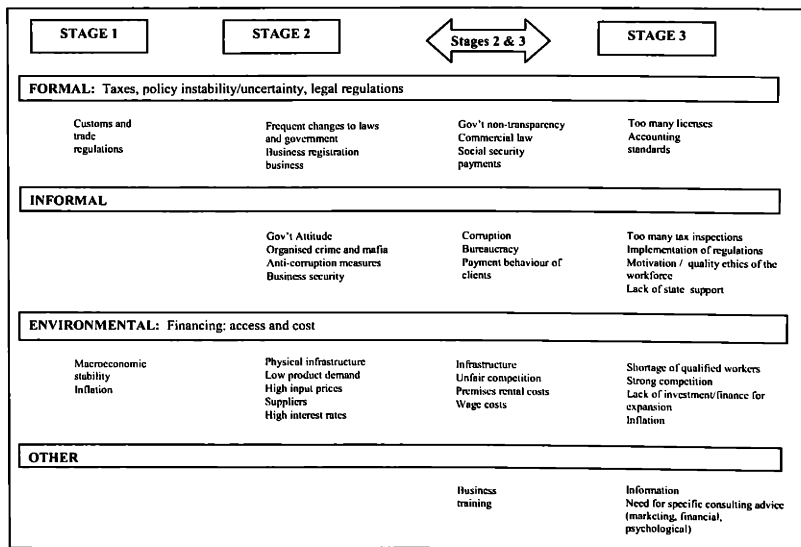 STAGE 1
STAGE 2
Stages 2 & 3
STAGE 3
FORMAL: Taxes, policy instability/uncertainty, legal regulations
Customs and
trade
regulations
Frequent changes to laws
and government
Business registration
business
Gov't non-transparency
Commercial law
Social security
payments
Too many licenses
Accounting
standards
INFORMAL
Gov't Attitude
Organised crime and mafia
Anti-corruption measures
Business security
Corruption
Bureaucracy
Payment behaviour of
clients
Too many tax inspections
Implementation of regulations
Motivation / quality ethics of the
workforce
Lack of state support
ENVIRONMENTAL: Financing: access and cost
Macroeconomic
stability
Inflation
Physical infrastructure
Low product demand
High input prices
Suppliers
High interest rates
Infrastructure
Unfair competition
Premises rental costs
Wage costs
Shortage of qualified workers
Strong competition
Lack of investment/finance for
expansion
Inflation
OTHER
Business
training
Information
Need for specific consulting advice
(marketing, financial,
psychological)